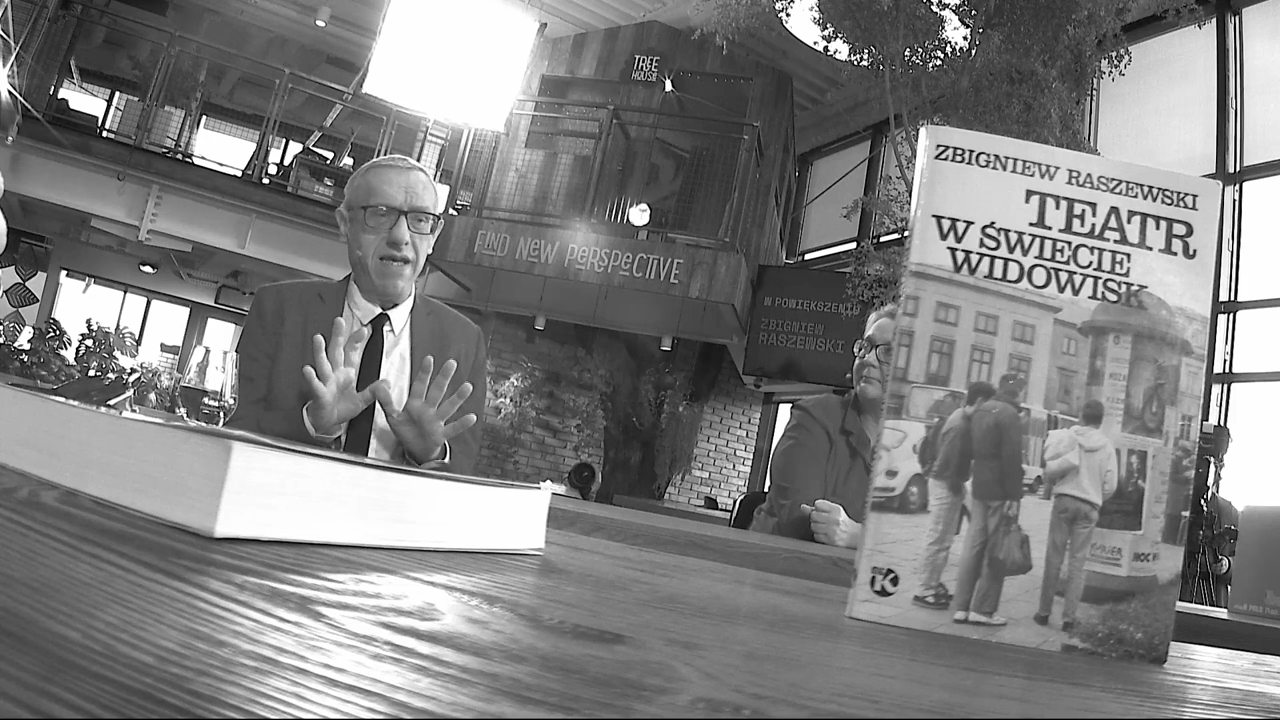 TREE
HOUSE
FIND NEW PERSPECTIVE
W POWIĘKSZENIU
ZBIGNIEW
RASZEWSKI
ZBIGNIEW RASZEWSKI
TEATR
W ŚWIECIE
WIDOWISK
K